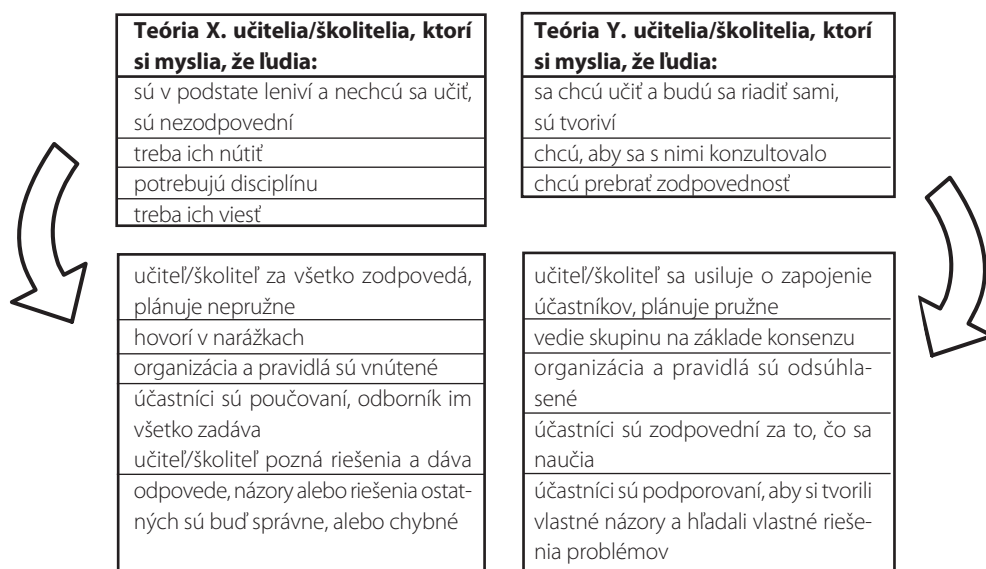 Teória X. učitelia/školitelia, ktorí
si myslia, že ľudia:
sú v podstate leniví a nechcú sa učiť,
sú nezodpovední
treba ich nútiť
potrebujú disciplínu
treba ich viesť
učiteľ/školiteľ za všetko zodpovedá,
plánuje nepružne
hovorí v narážkach
organizácia a pravidlá sú vnútené
účastníci sú poučovaní, odborník im
všetko zadáva
učiteľ/školiteľ pozná riešenia a dáva
odpovede, názory alebo riešenia ostat-
ných sú buď správne, alebo chybné
Teória Y. učitelia/školitelia, ktorí
si myslia, že ľudia:
sa chcú učiť a budú sa riadiť sami,
sú tvoriví
chcú, aby sa s nimi konzultovalo
chcú prebrať zodpovednosť
učiteľ/školiteľ sa usiluje o zapojenie
účastníkov, plánuje pružne
vedie skupinu na základe konsenzu
organizácia a pravidlá sú odsúhla-
sené
účastníci sú zodpovední za to, čo sa
naučia
účastníci sú podporovaní, aby si tvorili
vlastné názory a hľadali vlastné rieše-
nia problémov